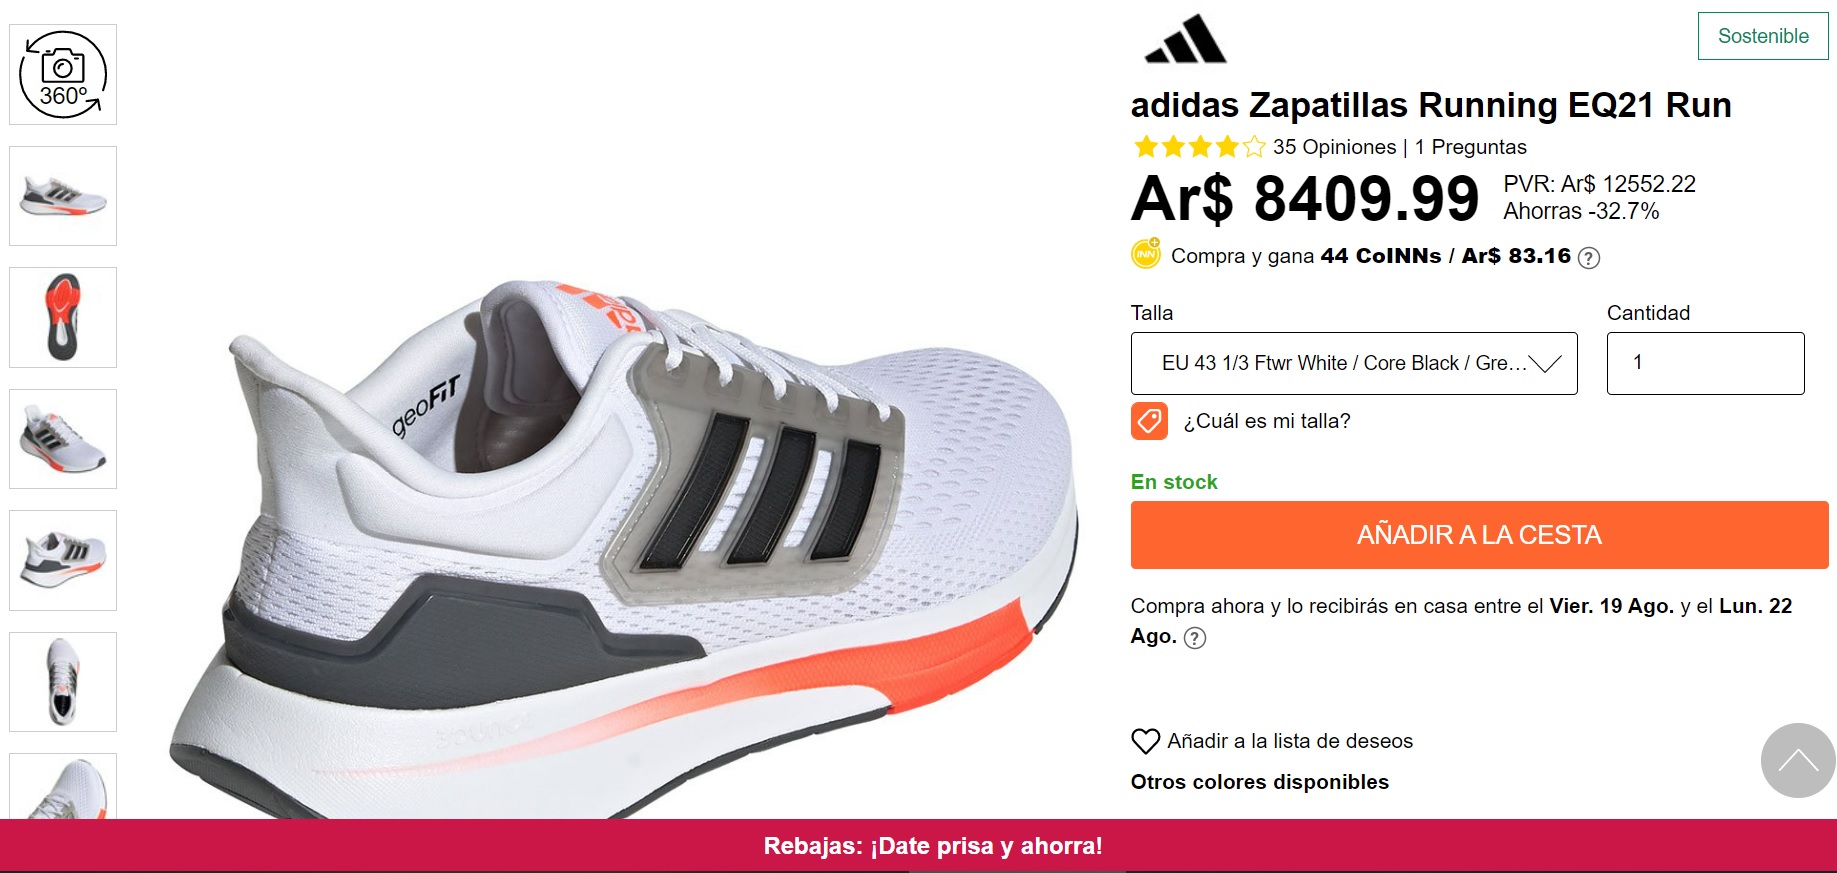 360º
Sostenible
adidas Zapatillas Running EQ21 Run
35 Opiniones | 1 Preguntas
Ar$ 8409.99
PVR: Ar$ 12552.22
Ahorras -32.7%
INN
Compra y gana 44 CoINNs / Ar$ 83.16 ?
Talla
Cantidad
EU 43 1/3 Ftwr White / Core Black / Gre...
1
¿Cuál es mi talla?
En stock
AÑADIR A LA CESTA
Compra ahora y lo recibirás en casa entre el Vier. 19 Ago. y el Lun. 22
Ago. ?
Añadir a la lista de deseos
Otros colores disponibles
geoFIT
Rebajas: ¡Date prisa y ahorra!